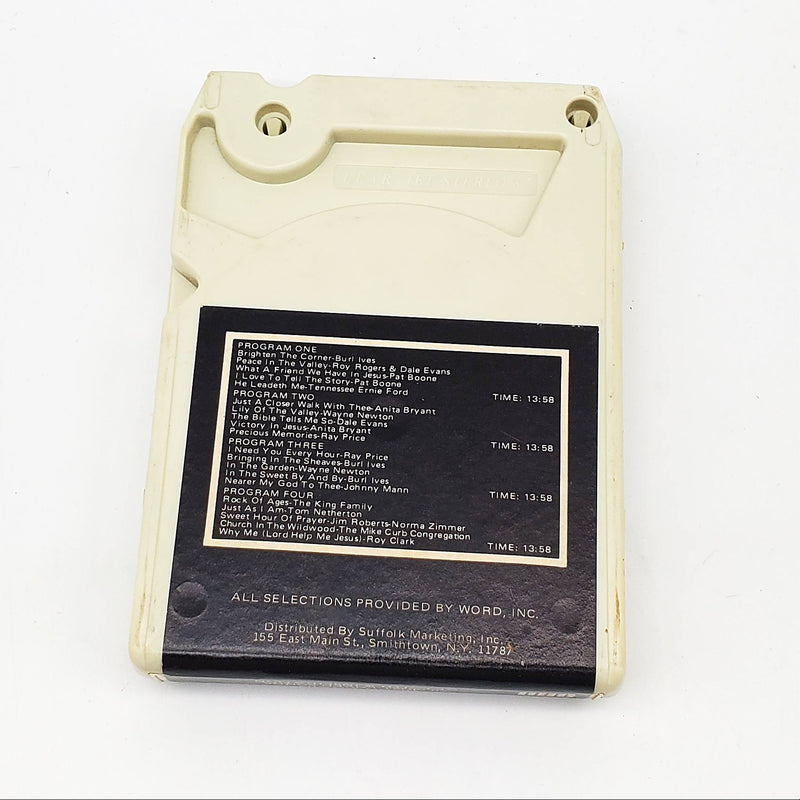 LEAR JET STEREO 8
PROGRAM ONE
Brighten The Corner-Burl Ives
Peace In The Valley-Roy Rogers & Dale Evans
What A Friend We Have In Jesus-Pat Boone
I Love To Tell The Story-Pat Boone
He Leadeth Me-Tennessee Ernie Ford
TIME: 13:58
PROGRAM TWO
Just A Closer Walk With Thee-Anita Bryant
Lily Of The Valley-Wayne Newton
The Bible Tells Me So-Dale Evans
Victory In Jesus-Anita Bryant
Precious Memories-Ray Price
TIME: 13:58
PROGRAM THREE
I Need You Every Hour-Ray Price
Bringing In The Sheaves-Burl Ives
In The Garden-Wayne Newton
In The Sweet By And By-Burl Ives
Nearer My God To Thee-Johnny Mann
TIME: 13:58
PROGRAM FOUR
Rock Of Ages-The King Family
Just As I Am-Tom Netherton
Sweet Hour Of Prayer-Jim Roberts-Norma Zimmer
Church In The Wildwood-The Mike Curb Congregation
Why Me (Lord Help Me Jesus)-Roy Clark
TIME: 13:58
ALL SELECTIONS PROVIDED BY WORD, INC.
Distributed By Suffolk Marketing, Inc.
155 East Main St., Smithtown, N.Y. 11787